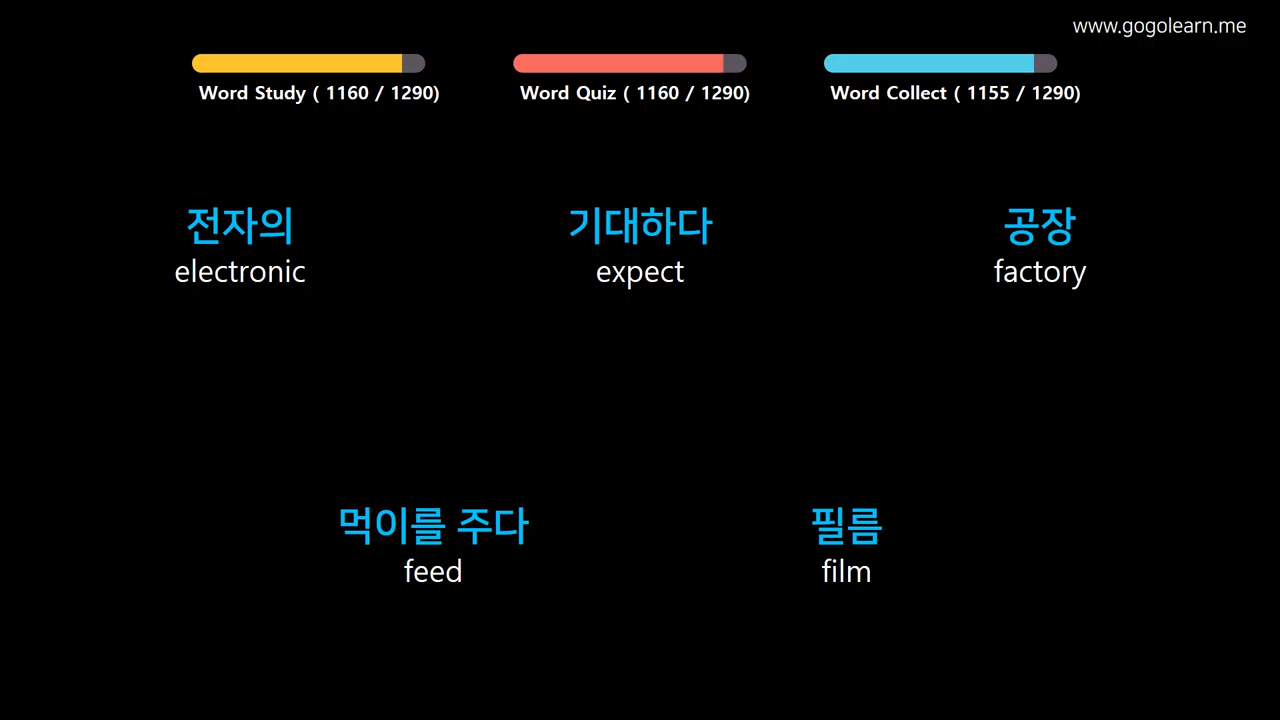 www.gogolearn.me
Word Study ( 1160 / 1290)
Word Quiz ( 1160 / 1290)
Word Collect ( 1155 / 1290)
전자의
electronic
기대하다
expect
공장
factory
먹이를 주다
feed
필름
film